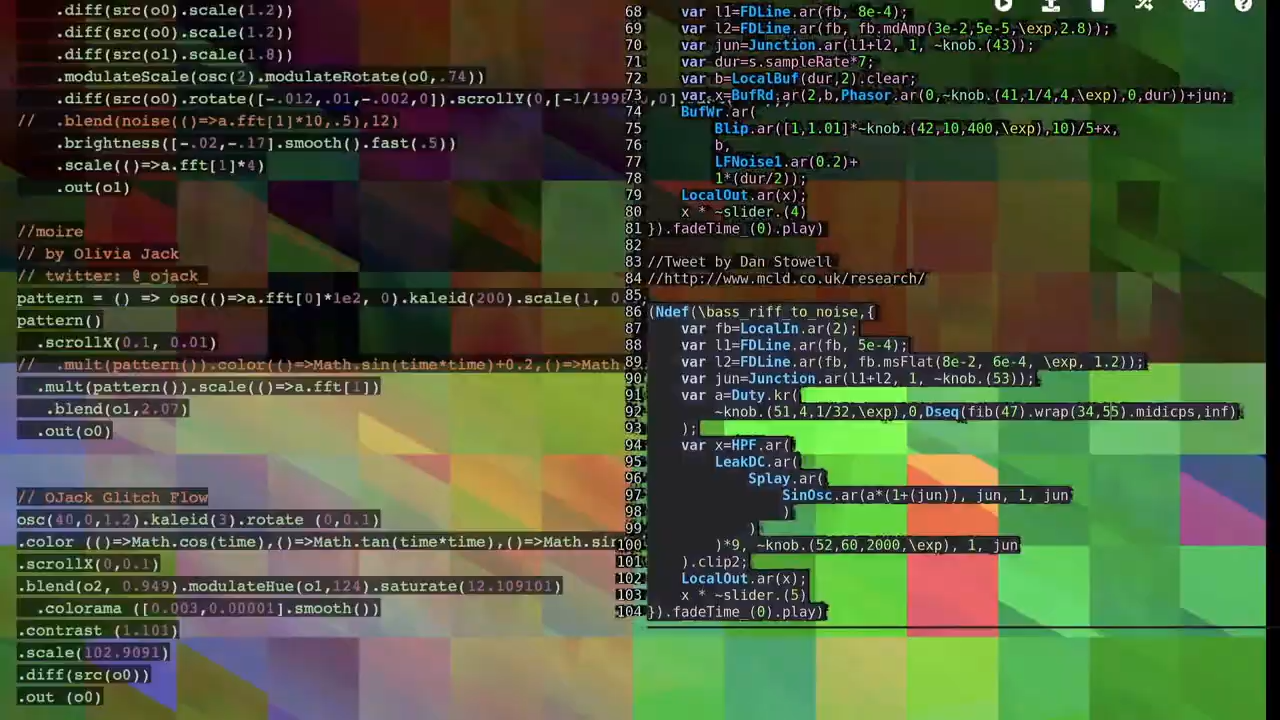 .diff(src(o0).scale(1.2))
.diff(src(o0).scale(1.2))
.diff(src(o1).scale(1.8))
.modulateScale(osc(2).modulateRotate(o0,.74))
.diff(src(o0).rotate([-.012,.01,-.002,0]).scrollY(0,[-1/199
// .blend(noise(()=>a.fft[1]*10,.5),12)
.brightness([-.02,-.17].smooth().fast(.5))
.scale(()=>a.fft[1]*4)
.out(o1)
//moire
// by Olivia Jack
// twitter: @_ojack_
pattern = () => osc(()=>a.fft[0]*1e2, 0).kaleid(200).scale(1, 0.
pattern()
.scrollX(0.1, 0.01)
// .mult(pattern()).color(()=>Math.sin(time*time)+0.2,()=>Math
.mult(pattern()).scale(()=>a.fft[1])
.blend(o1,2.07)
.out(o0)
// OJack Glitch Flow
osc(40,0,1.2).kaleid(3).rotate (0,0.1)
.color (()=>Math.cos(time),()=>Math.tan(time*time),()=>Math.sin
.scrollX(0,0.1)
.blend(o2, 0.949).modulateHue(o1,124).saturate(12.109101)
.colorama ([0.003,0.00001].smooth())
.contrast (1.101)
.scale(102.9091)
.diff(src(o0))
.out (o0)
68 var l1=FDLine.ar(fb, 8e-4);
69 var l2=FDLine.ar(fb, fb.mdAmp(3e-2,5e-5,\exp,2.8));
70 var jun=Junction.ar(l1+l2, 1, ~knob.(43));
71 var dur=s.sampleRate*7;
72 var b=LocalBuf(dur,2).clear;
73 var x=BufRd.ar(2,b,Phasor.ar(0,~knob.(41,1/4,4,\exp),0,dur))+jun;
74 BufWr.ar(
75 Blip.ar([1,1.01]*~knob.(42,10,400,\exp),10)/5+x,
76 b,
77 LFNoise1.ar(0.2)+
78 1*(dur/2));
79 LocalOut.ar(x);
80 x * ~slider.(4)
81 }).fadeTime_(0).play)
82
83 //Tweet by Dan Stowell
84 //http://www.mcld.co.uk/research/
85
86 (Ndef(\bass_riff_to_noise,{
87 var fb=LocalIn.ar(2);
88 var l1=FDLine.ar(fb, 5e-4);
89 var l2=FDLine.ar(fb, fb.msFlat(8e-2, 6e-4, \exp, 1.2));
90 var jun=Junction.ar(l1+l2, 1, ~knob.(53));
91 var a=Duty.kr(
92 ~knob.(51,4,1/32,\exp),0,Dseq(fib(47).wrap(34,55).midicps,inf)
93 );
94 var x=HPF.ar(
95 LeakDC.ar(
96 Splay.ar(
97 SinOsc.ar(a*(1+(jun)), jun, 1, jun
98 )
99 )
100 )*9, ~knob.(52,60,2000,\exp), 1, jun
101 ).clip2;
102 LocalOut.ar(x);
103 x * ~slider.(5)
104 }).fadeTime_(0).play)